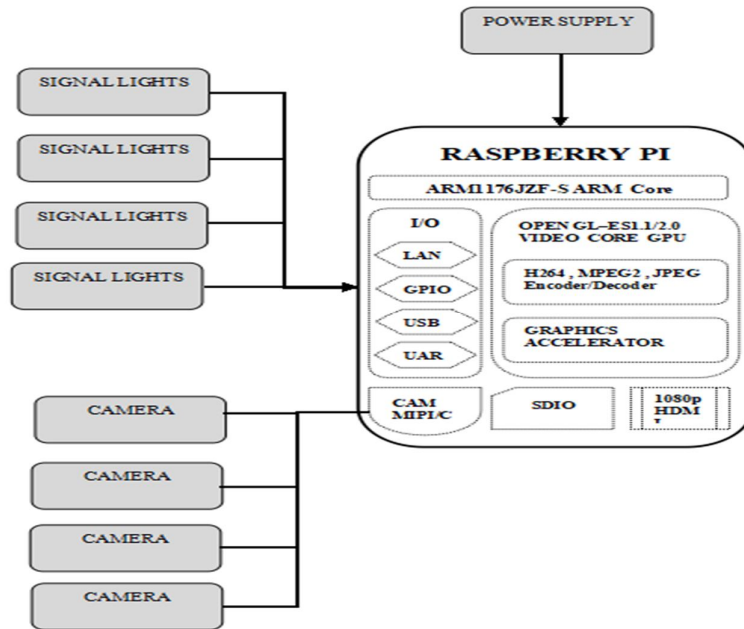 POWER SUPPLY
SIGNAL LIGHTS
SIGNAL LIGHTS
SIGNAL LIGHTS
SIGNAL LIGHTS
RASPBERRY PI
ARM1176JZF-S ARM Core
I/O
LAN
GPIO
USB
UAR
OPEN GL–ES1.1/2.0
VIDEO CORE GPU
H264 , MPEG2 , JPEG
Encoder/Decoder
GRAPHICS
ACCELERATOR
CAM
MIPI/C
SDIO
1080p
HDM
CAMERA
CAMERA
CAMERA
CAMERA